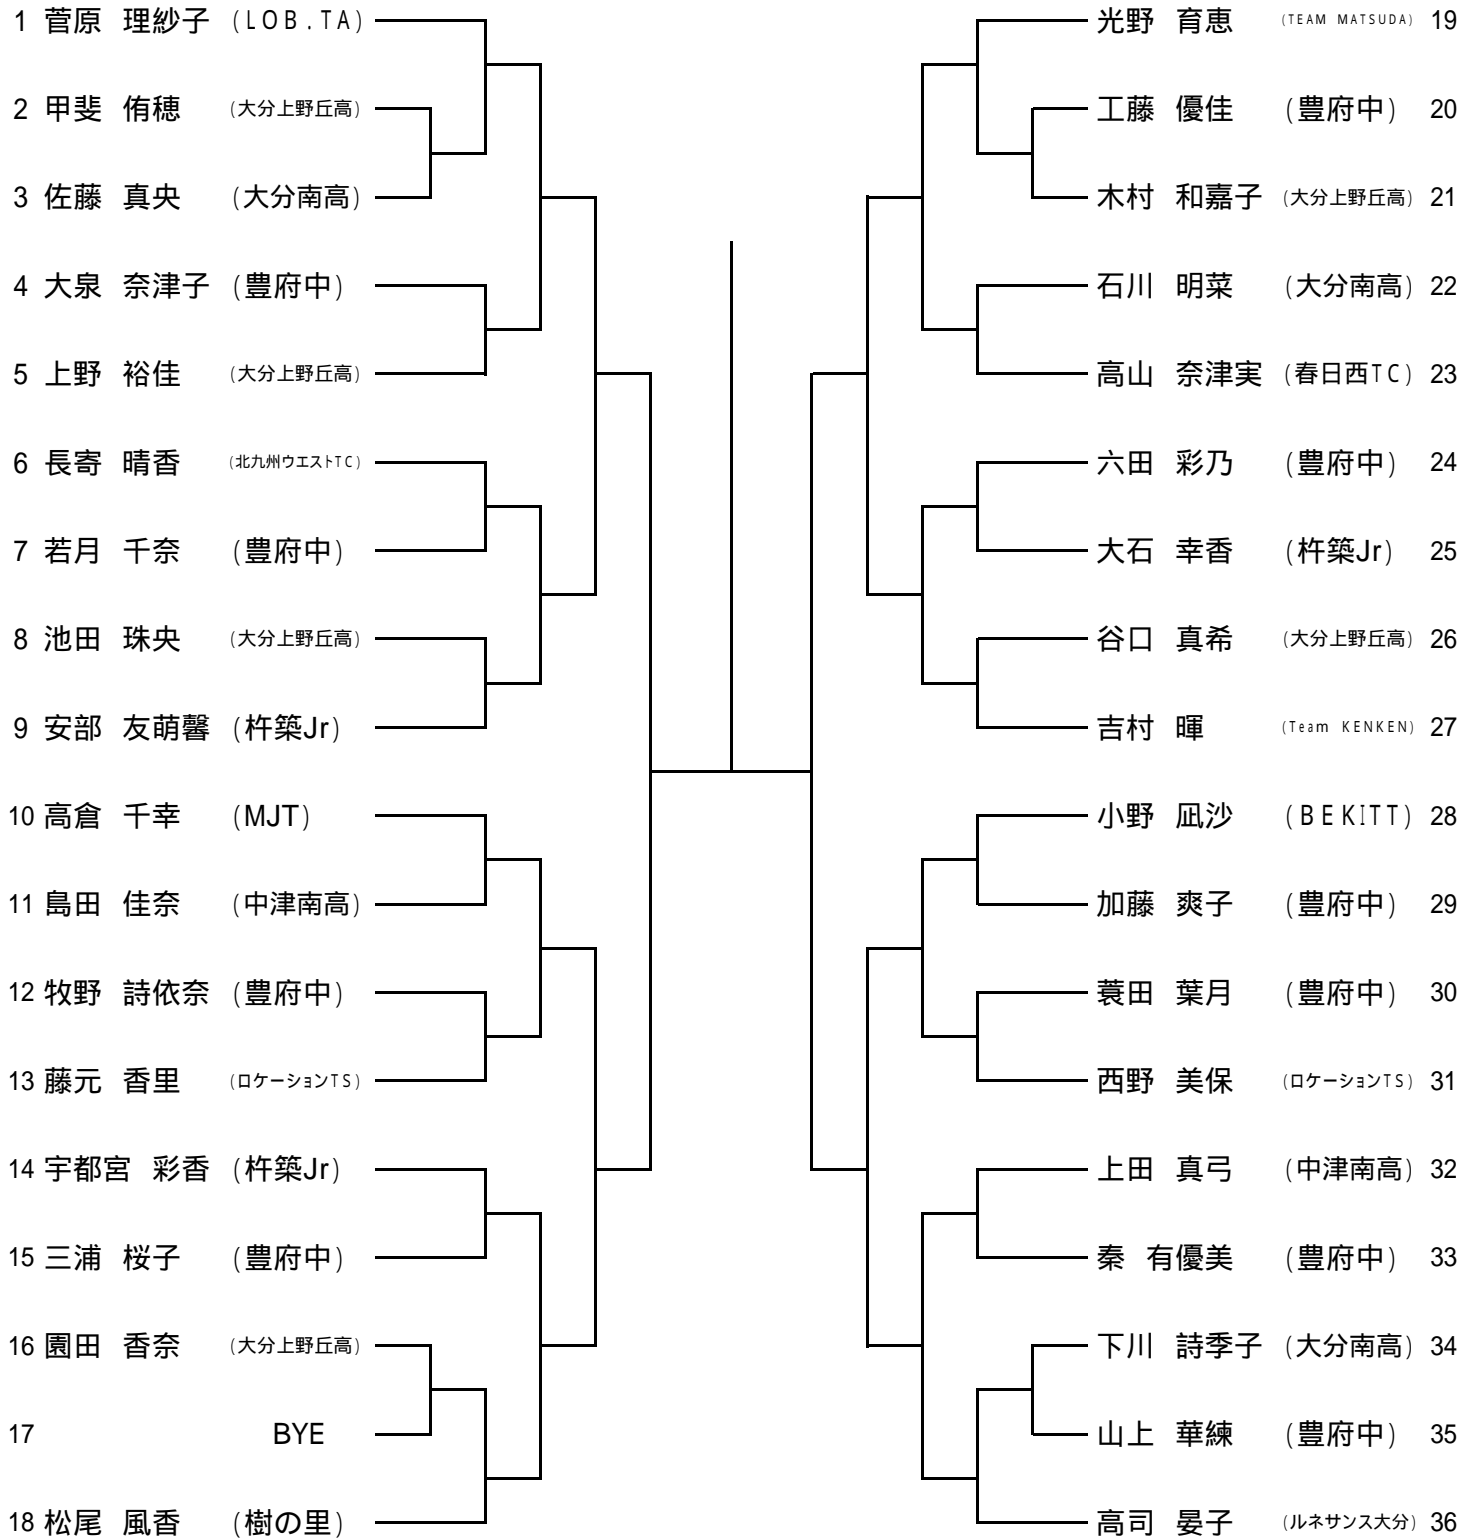 1 菅原 理紗子 (LOB.TA)
2 甲斐 侑穂 (大分上野丘高)
3 佐藤 真央 (大分南高)
4 大泉 奈津子 (豊府中)
5 上野 裕佳 (大分上野丘高)
6 長寄 晴香 (北九州ウエストTC)
7 若月 千奈 (豊府中)
8 池田 珠央 (大分上野丘高)
9 安部 友萌馨 (杵築Jr)
10 高倉 千幸 (MJT)
11 島田 佳奈 (中津南高)
12 牧野 詩依奈 (豊府中)
13 藤元 香里 (ロケーションTS)
14 宇都宮 彩香 (杵築Jr)
15 三浦 桜子 (豊府中)
16 園田 香奈 (大分上野丘高)
17 BYE
18 松尾 風香 (樹の里)
光野 育恵 (TEAM MATSUDA) 19
工藤 優佳 (豊府中) 20
木村 和嘉子 (大分上野丘高) 21
石川 明菜 (大分南高) 22
高山 奈津実 (春日西TC) 23
六田 彩乃 (豊府中) 24
大石 幸香 (杵築Jr) 25
谷口 真希 (大分上野丘高) 26
吉村 暉 (Team KENKEN) 27
小野 凪沙 (BEKITT) 28
加藤 爽子 (豊府中) 29
蓑田 葉月 (豊府中) 30
西野 美保 (ロケーションTS) 31
上田 真弓 (中津南高) 32
秦 有優美 (豊府中) 33
下川 詩季子 (大分南高) 34
山上 華練 (豊府中) 35
高司 晏子 (ルネサンス大分) 36